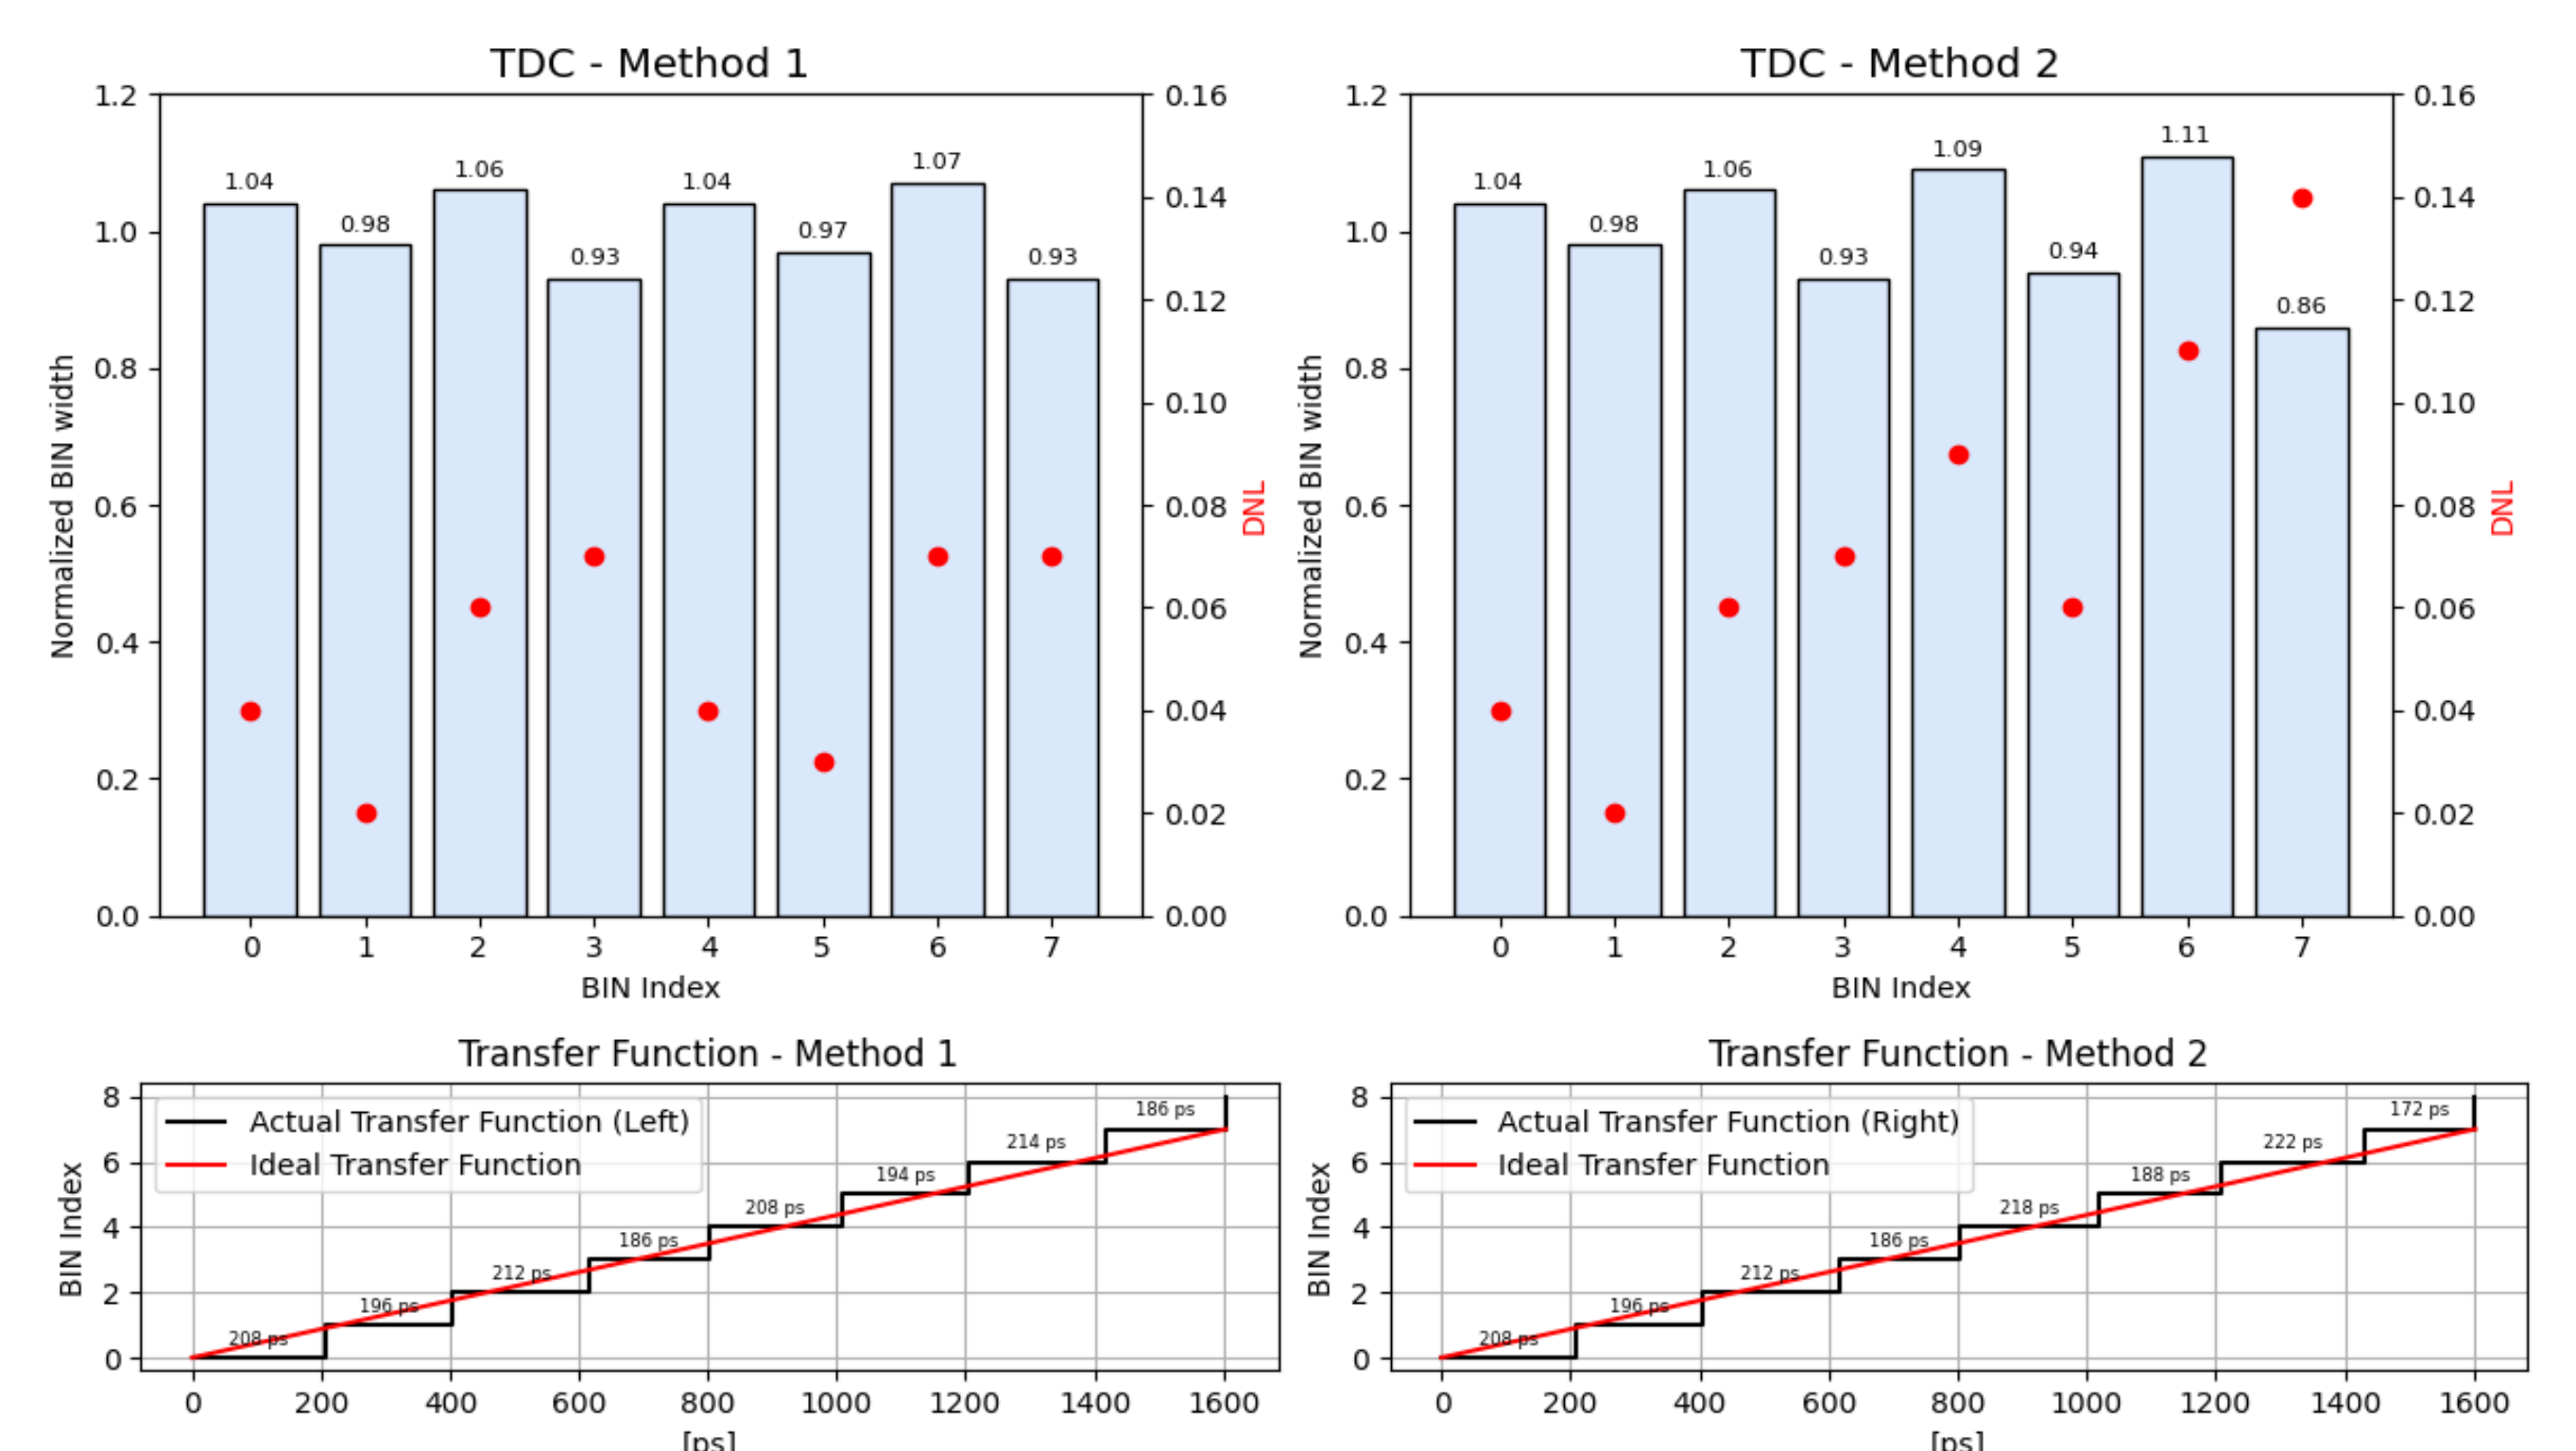 TDC - Method 1
1.2
1.0
0.8
0.6
0.4
0.2
0.0
Normalized BIN width
1.04
0.98
1.06
0.93
1.04
0.97
1.07
0.93
0.16
0.14
0.12
0.10
0.08
0.06
0.04
0.02
0.00
DNL
0 1 2 3 4 5 6 7
BIN Index
TDC - Method 2
1.2
1.0
0.8
0.6
0.4
0.2
0.0
Normalized BIN width
1.04
0.98
1.06
0.93
1.09
0.94
1.11
0.86
0.16
0.14
0.12
0.10
0.08
0.06
0.04
0.02
0.00
DNL
0 1 2 3 4 5 6 7
BIN Index
Transfer Function - Method 1
8
6
4
2
0
BIN Index
Actual Transfer Function (Left)
Ideal Transfer Function
208 ps
196 ps
212 ps
186 ps
208 ps
194 ps
214 ps
186 ps
0 200 400 600 800 1000 1200 1400 1600
[ps]
Transfer Function - Method 2
8
6
4
2
0
BIN Index
Actual Transfer Function (Right)
Ideal Transfer Function
208 ps
196 ps
212 ps
186 ps
218 ps
188 ps
222 ps
172 ps
0 200 400 600 800 1000 1200 1400 1600
[ps]